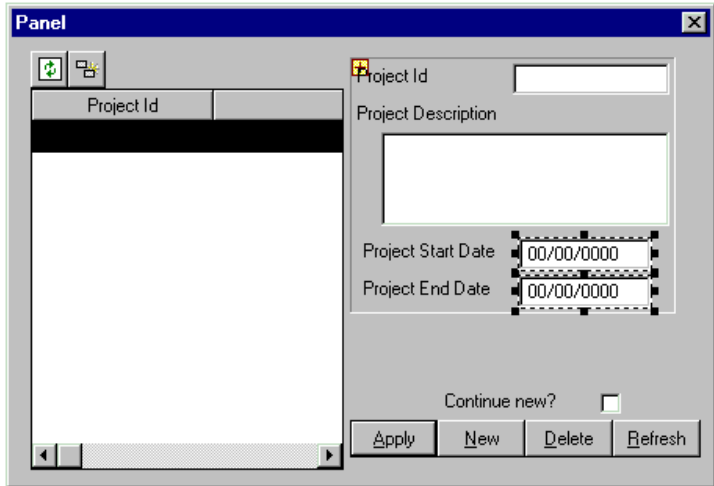 Panel
Project Id
Project Id
Project Description
Project Start Date 00/00/0000
Project End Date 00/00/0000
Continue new?
Apply New Delete Refresh